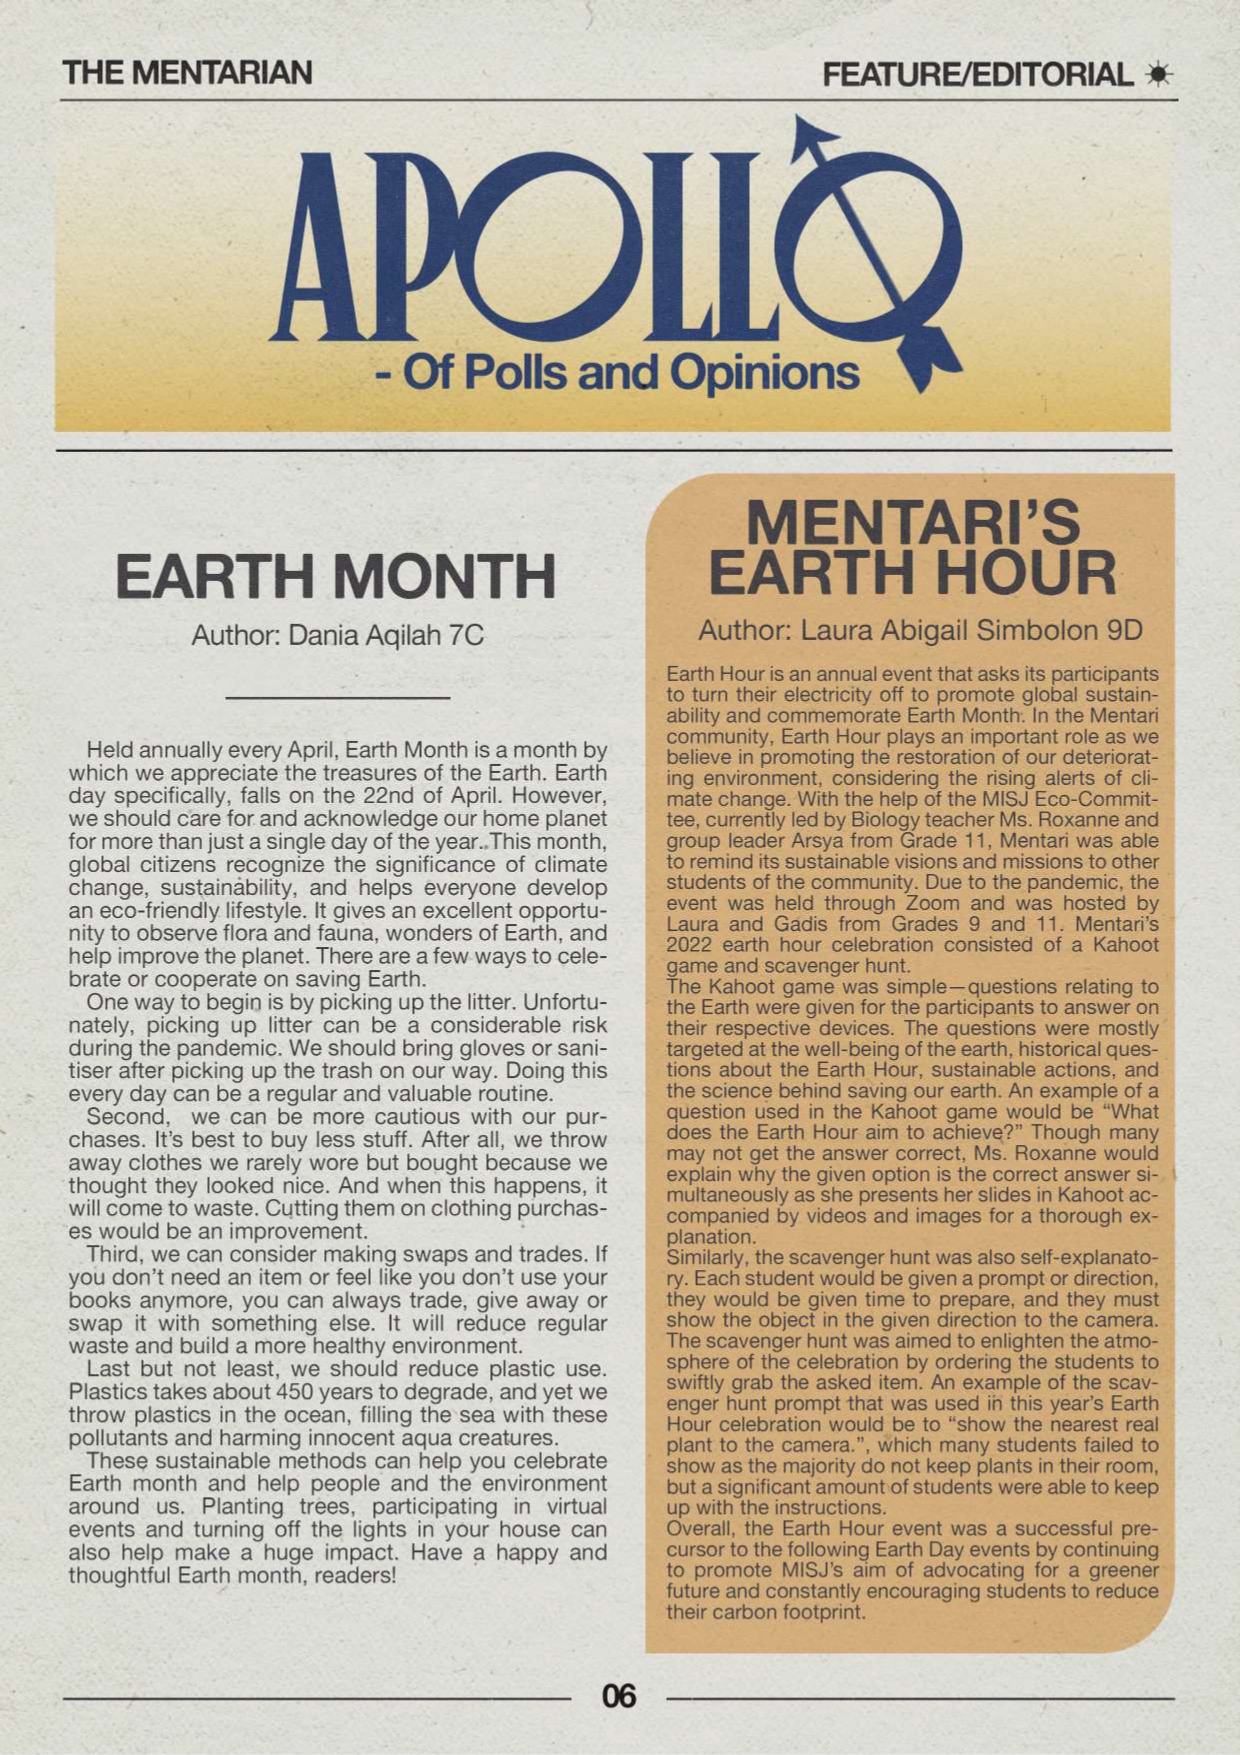 THE MENTARIAN
FEATURE/EDITORIAL
APOLLO
- Of Polls and Opinions
EARTH MONTH
Author: Dania Aqilah 7C
Held annually every April, Earth Month is a month by
which we appreciate the treasures of the Earth. Earth
day specifically, falls on the 22nd of April. However,
we should care for and acknowledge our home planet
for more than just a single day of the year. This month,
global citizens recognize the significance of climate
change, sustainability, and helps everyone develop
an eco-friendly lifestyle. It gives an excellent opportu-
nity to observe flora and fauna, wonders of Earth, and
help improve the planet. There are a few ways to cele-
brate or cooperate on saving Earth.
One way to begin is by picking up the litter. Unfortu-
nately, picking up litter can be a considerable risk
during the pandemic. We should bring gloves or sani-
tiser after picking up the trash on our way. Doing this
every day can be a regular and valuable routine.
Second, we can be more cautious with our pur-
chases. It's best to buy less stuff. After all, we throw
away clothes we rarely wore but bought because we
thought they looked nice. And when this happens, it
will come to waste. Cutting them on clothing purchas-
es would be an improvement.
Third, we can consider making swaps and trades. If
you don't need an item or feel like you don't use your
books anymore, you can always trade, give away or
swap it with something else. It will reduce regular
waste and build a more healthy environment.
Last but not least, we should reduce plastic use.
Plastics takes about 450 years to degrade, and yet we
throw plastics in the ocean, filling the sea with these
pollutants and harming innocent aqua creatures.
These sustainable methods can help you celebrate
Earth month and help people and the environment
around us. Planting trees, participating in virtual
events and turning off the lights in your house can
also help make a huge impact. Have a happy and
thoughtful Earth month, readers!
MENTARI'S
EARTH HOUR
Author: Laura Abigail Simbolon 9D
Earth Hour is an annual event that asks its participants
to turn their electricity off to promote global sustain-
ability and commemorate Earth Month. In the Mentari
community, Earth Hour plays an important role as we
believe in promoting the restoration of our deteriorat-
ing environment, considering the rising alerts of cli-
mate change. With the help of the MISJ Eco-Commit-
tee, currently led by Biology teacher Ms. Roxanne and
group leader Arsya from Grade 11, Mentari was able
to remind its sustainable visions and missions to other
students of the community. Due to the pandemic, the
event was held through Zoom and was hosted by
Laura and Gadis from Grades 9 and 11. Mentari's
2022 earth hour celebration consisted of a Kahoot
game and scavenger hunt.
The Kahoot game was simple—questions relating to
the Earth were given for the participants to answer on
their respective devices. The questions were mostly
targeted at the well-being of the earth, historical ques-
tions about the Earth Hour, sustainable actions, and
the science behind saving our earth. An example of a
question used in the Kahoot game would be “What
does the Earth Hour aim to achieve?” Though many
may not get the answer correct, Ms. Roxanne would
explain why the given option is the correct answer si-
multaneously as she presents her slides in Kahoot ac-
companied by videos and images for a thorough ex-
planation.
Similarly, the scavenger hunt was also self-explanato-
ry. Each student would be given a prompt or direction,
they would be given time to prepare, and they must
show the object in the given direction to the camera.
The scavenger hunt was aimed to enlighten the atmo-
sphere of the celebration by ordering the students to
swiftly grab the asked item. An example of the scav-
enger hunt prompt that was used in this year's Earth
Hour celebration would be to “show the nearest real
plant to the camera.”, which many students failed to
show as the majority do not keep plants in their room,
but a significant amount of students were able to keep
up with the instructions.
Overall, the Earth Hour event was a successful pre-
cursor to the following Earth Day events by continuing
to promote MISJ's aim of advocating for a greener
future and constantly encouraging students to reduce
their carbon footprint.
06